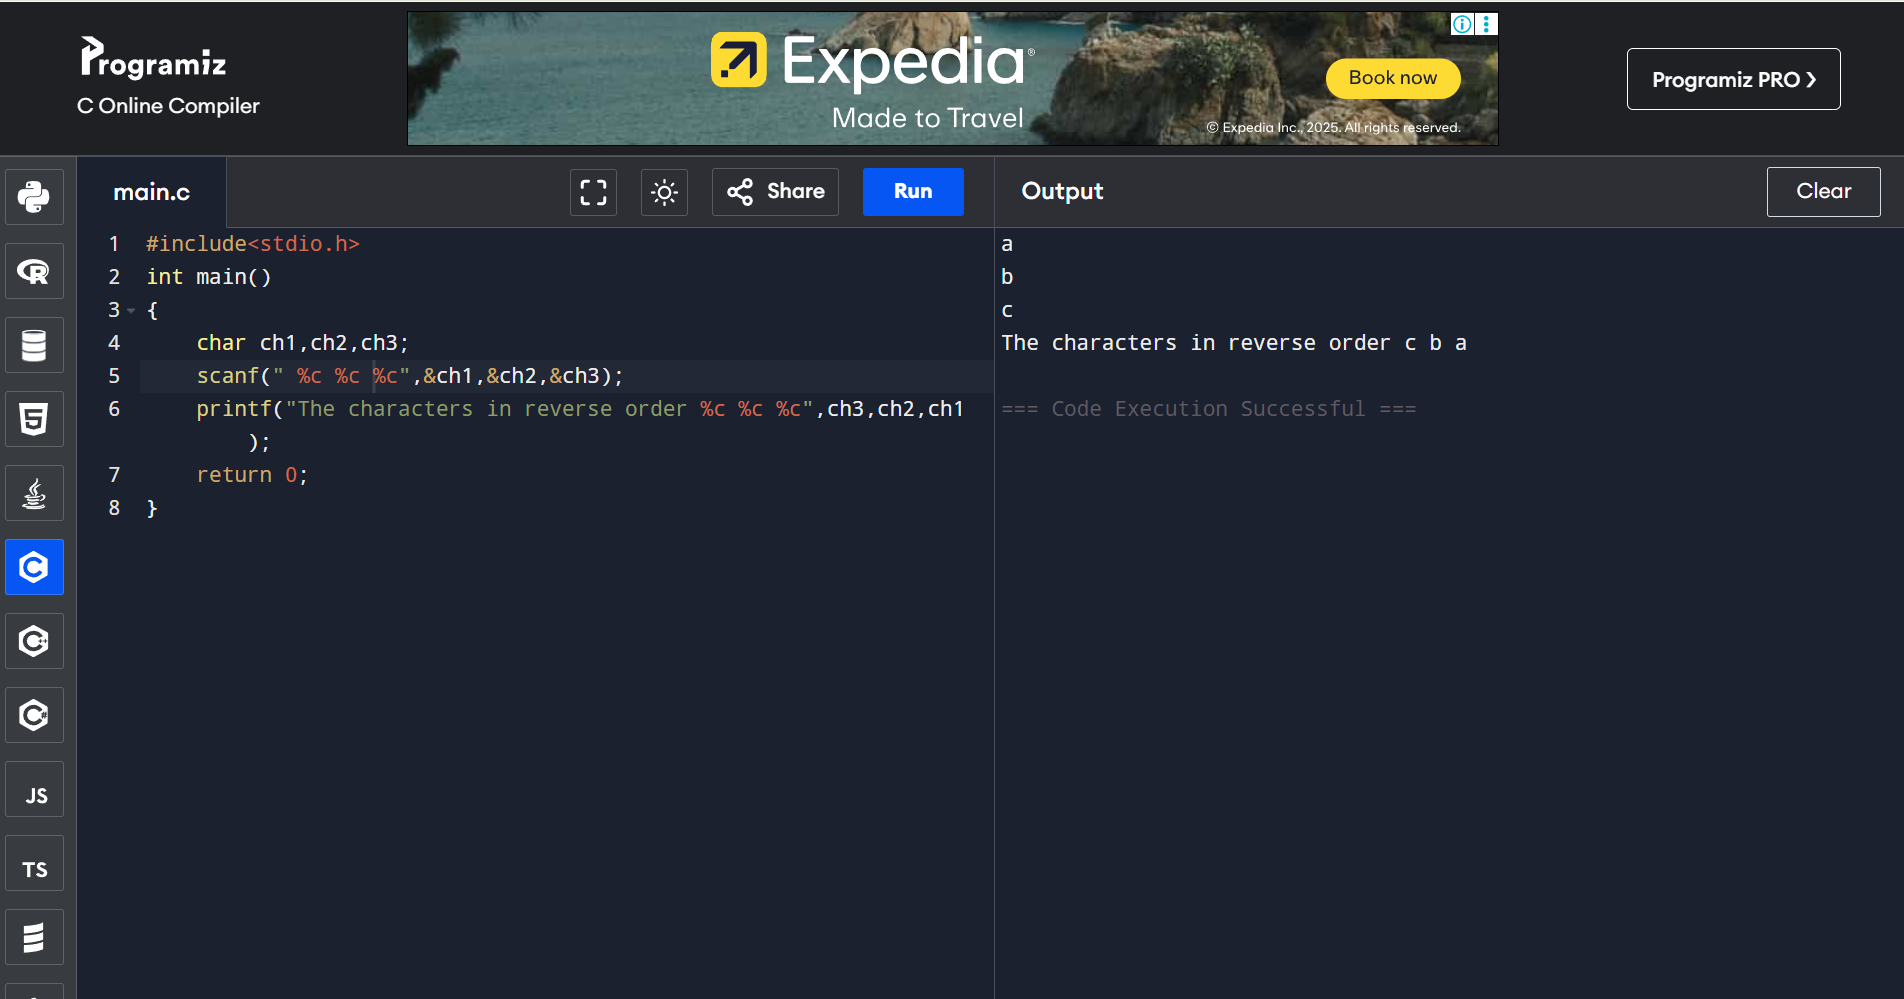 Programiz
C Online Compiler
Expedia®
Made to Travel
Book now
© Expedia Inc., 2025. All rights reserved.
Programiz PRO ❯
main.c
Share
Run
Output
Clear
1 #include<stdio.h>
2 int main()
3 {
4 char ch1,ch2,ch3;
5 scanf(" %c %c %c",&ch1,&ch2,&ch3);
6 printf("The characters in reverse order %c %c %c",ch3,ch2,ch1
);
7 return 0;
8 }
a
b
c
The characters in reverse order c b a
=== Code Execution Successful ===
R
5
C
C++
C#
JS
TS